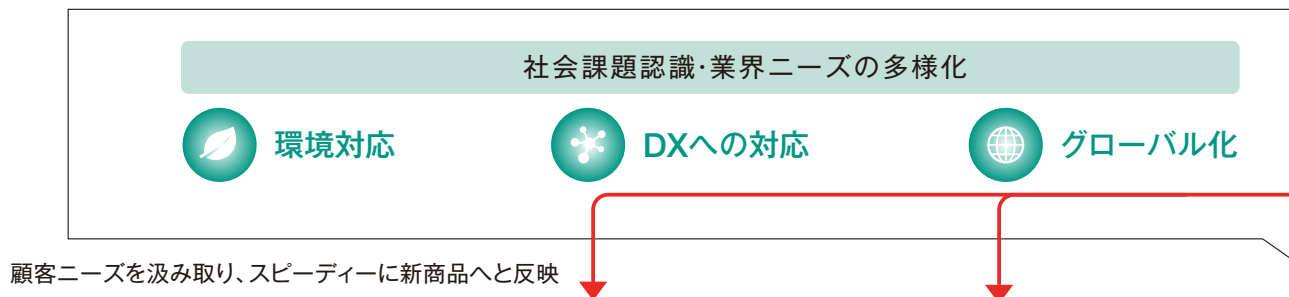 社会課題認識・業界ニーズの多様化
環境対応
DXへの対応
グローバル化
顧客ニーズを汲み取り、スピーディーに新商品へと反映